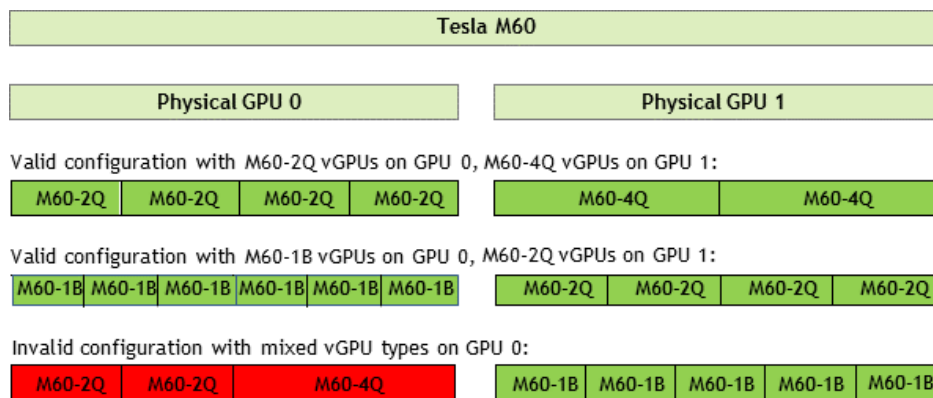 Tesla M60
Physical GPU 0 Physical GPU 1
Valid configuration with M60-2Q vGPUs on GPU 0, M60-4Q vGPUs on GPU 1:
M60-2Q M60-2Q M60-2Q M60-2Q M60-4Q M60-4Q
Valid configuration with M60-1B vGPUs on GPU 0, M60-2Q vGPUs on GPU 1:
M60-1B M60-1B M60-1B M60-1B M60-1B M60-1B M60-2Q M60-2Q M60-2Q M60-2Q
Invalid configuration with mixed vGPU types on GPU 0:
M60-2Q M60-2Q M60-4Q M60-1B M60-1B M60-1B M60-1B M60-1B